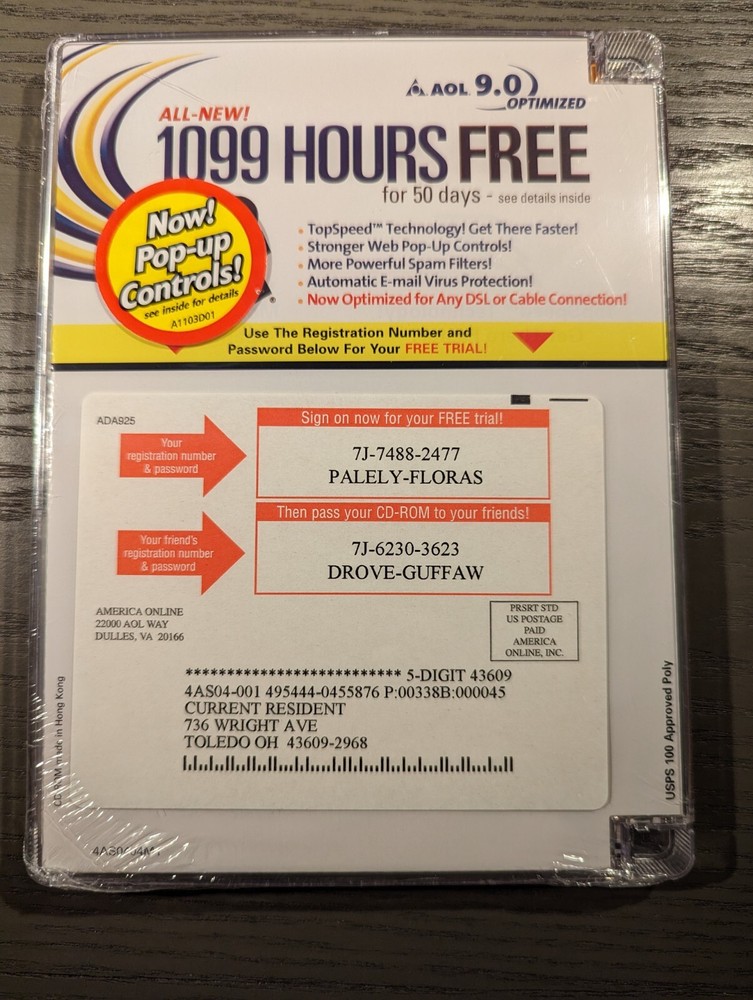 AOL 9.0
OPTIMIZED
ALL-NEW!
1099 HOURS FREE
for 50 days - see details inside
Now!
Pop-up
Controls!
see inside for details
A1103D01
®
• TopSpeed™ Technology! Get There Faster!
• Stronger Web Pop-Up Controls!
• More Powerful Spam Filters!
• Automatic E-mail Virus Protection!
• Now Optimized for Any DSL or Cable Connection!
Use The Registration Number and
Password Below For Your FREE TRIAL!
ADA925
Your
registration number
& password
Sign on now for your FREE trial!
7J-7488-2477
PALELY-FLORAS
Then pass your CD-ROM to your friends!
Your friend's
registration number
& password
7J-6230-3623
DROVE-GUFFAW
AMERICA ONLINE
22000 AOL WAY
DULLES, VA 20166
PRSRT STD
US POSTAGE
PAID
AMERICA
ONLINE, INC.
************************** 5-DIGIT 43609
4AS04-001 495444-0455876 P:00338B:000045
CURRENT RESIDENT
736 WRIGHT AVE
TOLEDO OH 43609-2968
CD-ROM made in Hong Kong
USPS 100 Approved Poly